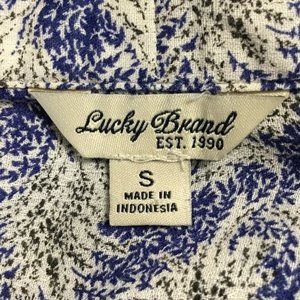 Lucky Brand
EST. 1990
S
MADE IN
INDONESIA